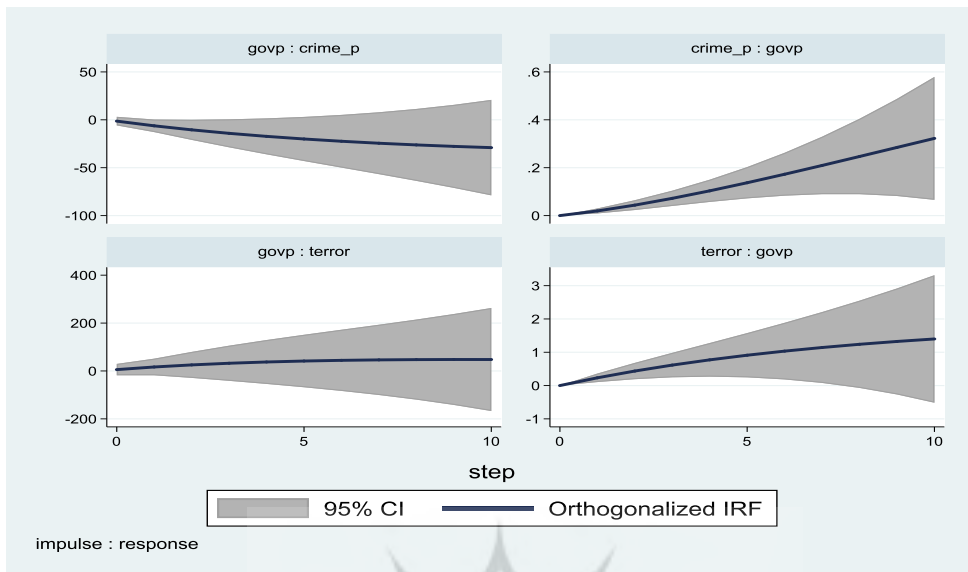 govp : crime_p
crime_p : govp
50
0
-50
-100
.6
.4
.2
0
govp : terror
terror : govp
400
200
0
-200
3
2
1
0
-1
0 5 10
0 5 10
step
95% CI Orthogonalized IRF
impulse : response